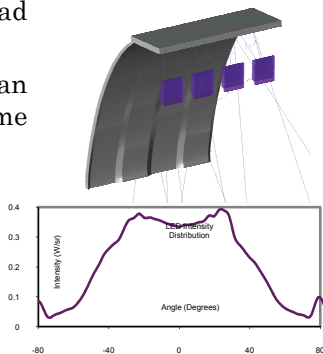 ad
an
me
0.4
0.3
0.2
0.1
0
Intensity (W/sr)
LED Intensity
Distribution
Angle (Degrees)
-80
-40
0
40
80